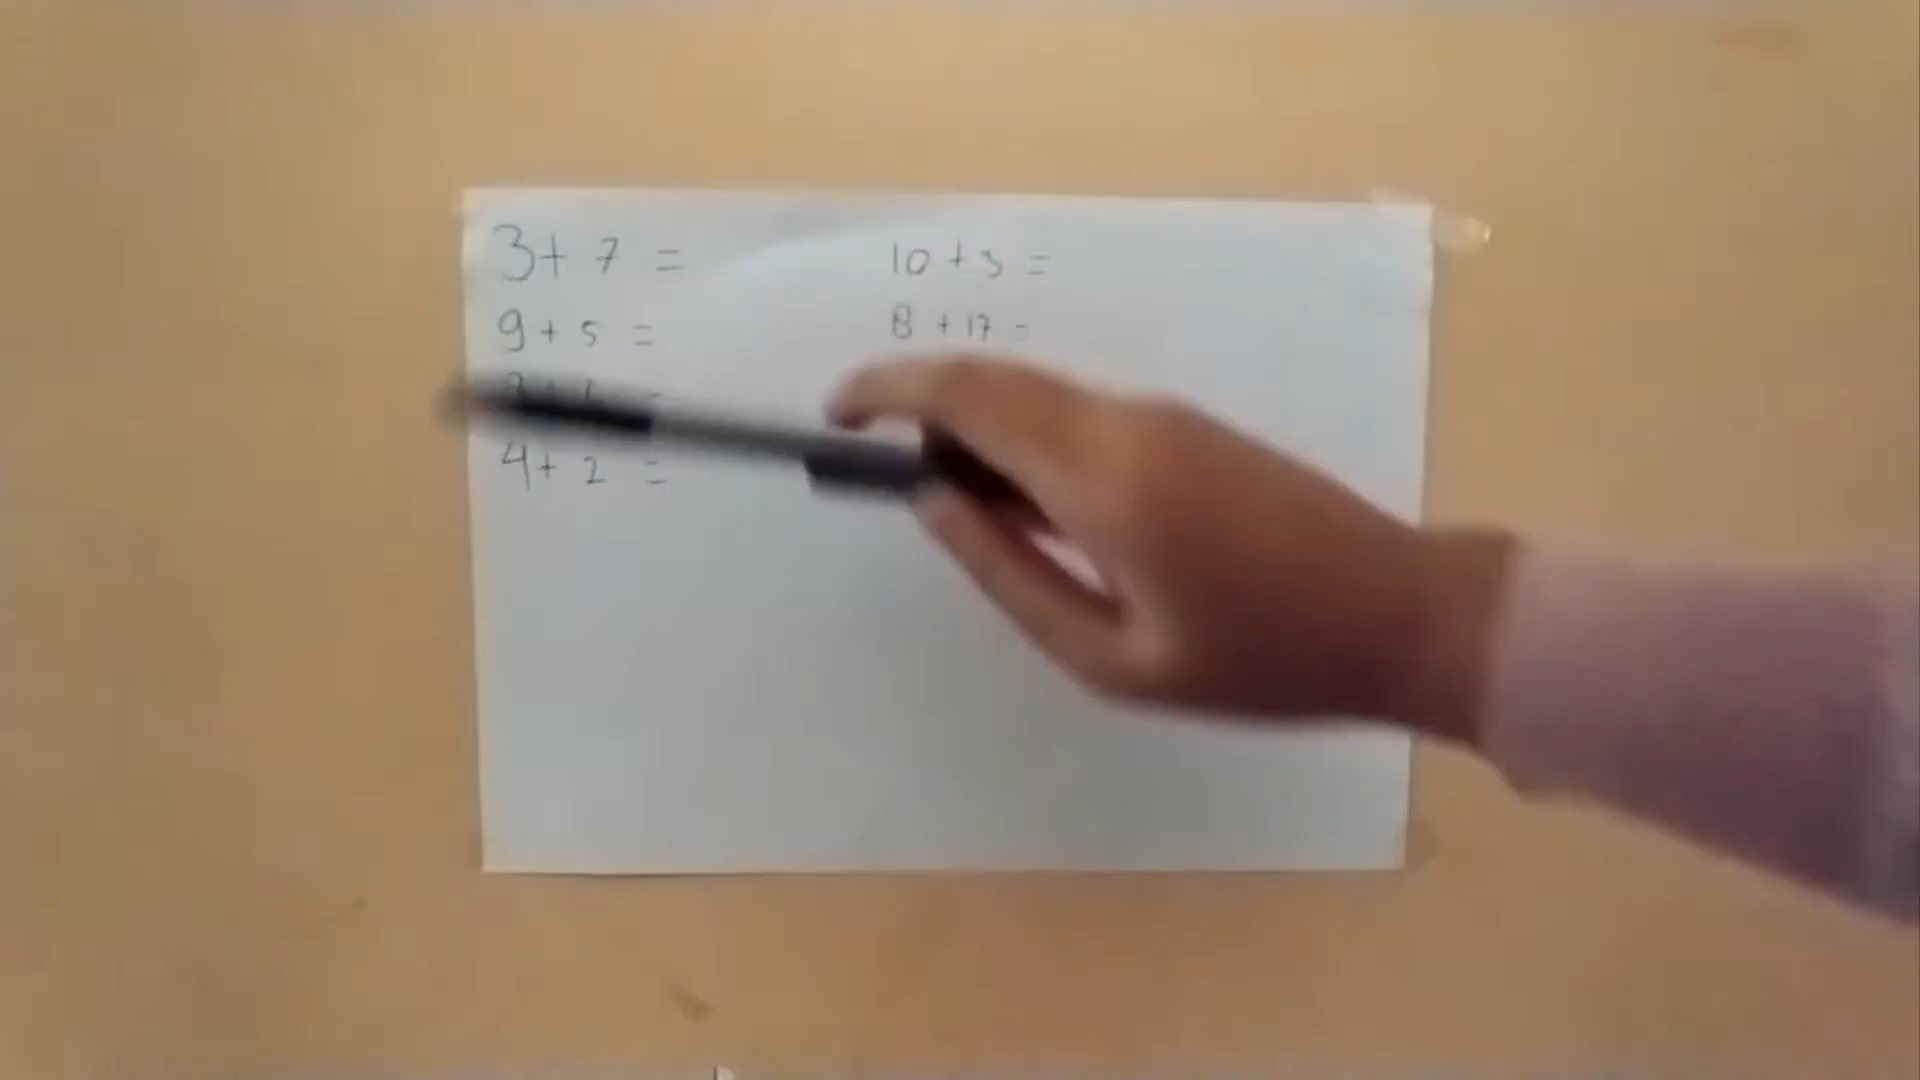 3 + 7 =
9 + 5 =
4 + 2 =
10 + 3 =
8 + 17 =